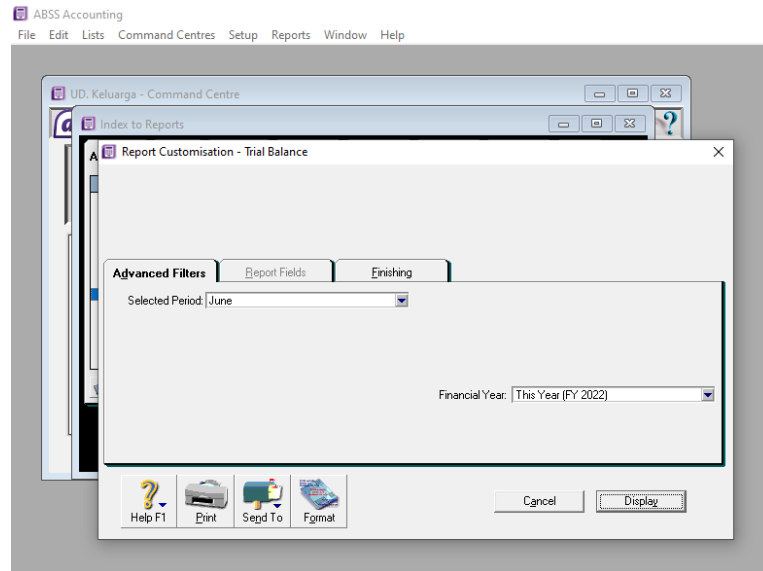 ABSS Accounting
File Edit Lists Command Centres Setup Reports Window Help
UD. Keluarga - Command Centre
Index to Reports
A
Report Customisation - Trial Balance
Advanced Filters Report Fields Finishing
Selected Period: June
Financial Year: This Year (FY 2022)
Help F1 Print Send To Format
Cancel Display